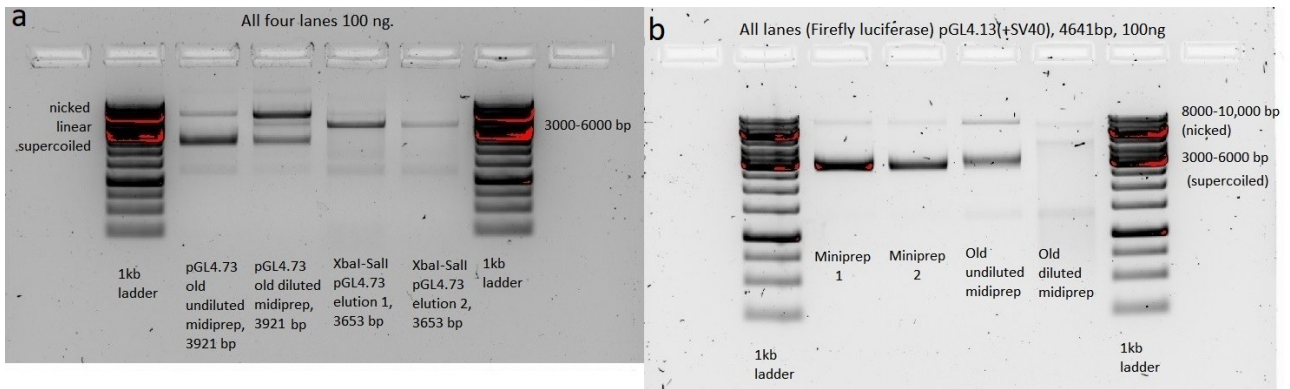 a
All four lanes 100 ng.
nicked
linear
supercoiled
3000-6000 bp
1kb
ladder
pGL4.73
old
undiluted
midiprep,
3921 bp
pGL4.73
old diluted
midiprep,
3921 bp
XbaI-SalI
pGL4.73
elution 1,
3653 bp
XbaI-SalI
pGL4.73
elution 2,
3653 bp
1kb
ladder
b
All lanes (Firefly luciferase) pGL4.13(+SV40), 4641bp, 100ng
8000-10,000 bp
(nicked)
3000-6000 bp
(supercoiled)
1kb
ladder
Miniprep
1
Miniprep
2
Old
undiluted
midiprep
Old
diluted
midiprep
1kb
ladder